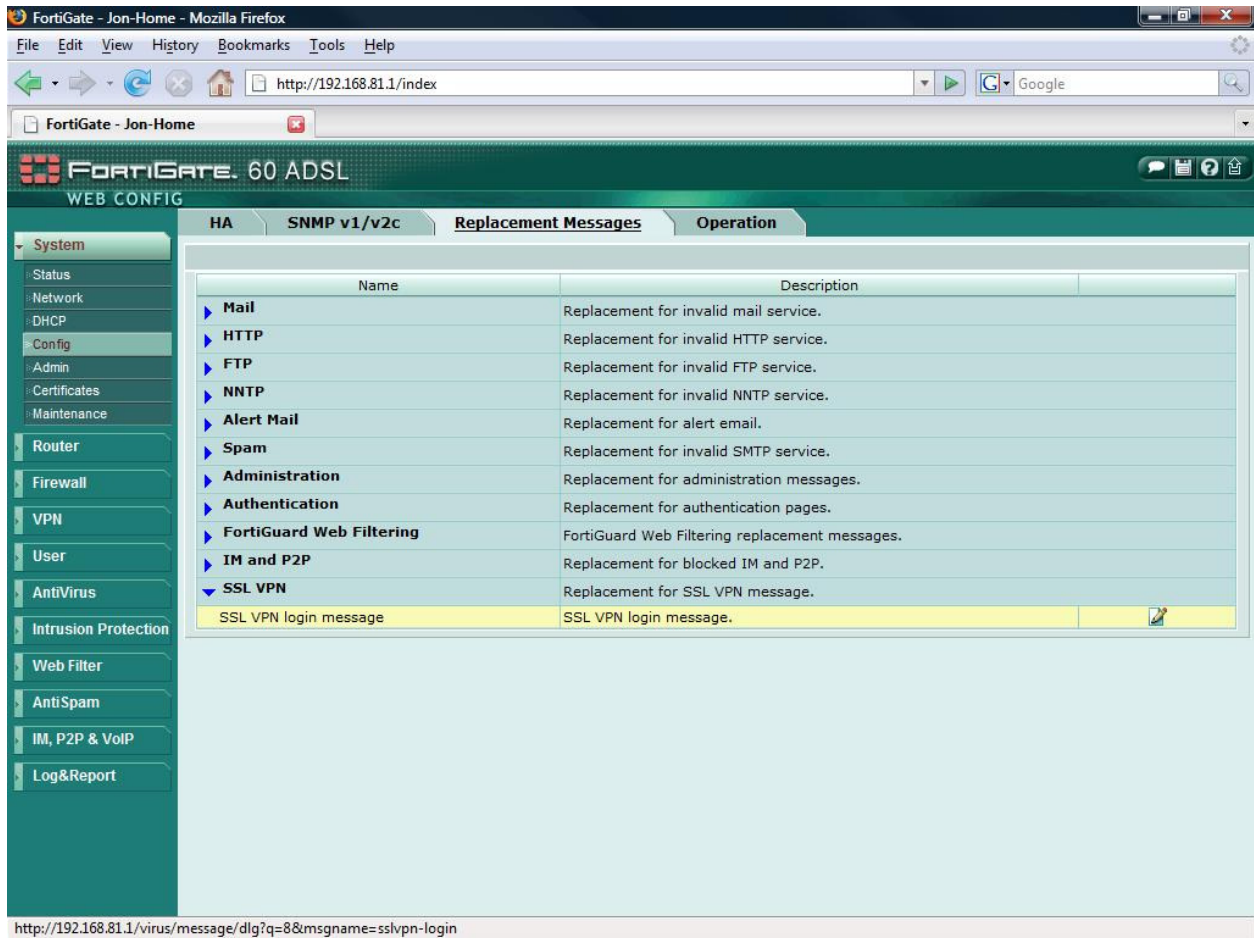 FortiGate - Jon-Home - Mozilla Firefox
File Edit View History Bookmarks Tools Help
http://192.168.81.1/index
G Google
FortiGate - Jon-Home
FORTIGATE. 60 ADSL
WEB CONFIG
HA SNMP v1/v2c Replacement Messages Operation
System
Status
Network
DHCP
Config
Admin
Certificates
Maintenance
Router
Firewall
VPN
User
AntiVirus
Intrusion Protection
Web Filter
AntiSpam
IM, P2P & VoIP
Log&Report
Name Description
Mail Replacement for invalid mail service.
HTTP Replacement for invalid HTTP service.
FTP Replacement for invalid FTP service.
NNTP Replacement for invalid NNTP service.
Alert Mail Replacement for alert email.
Spam Replacement for invalid SMTP service.
Administration Replacement for administration messages.
Authentication Replacement for authentication pages.
FortiGuard Web Filtering FortiGuard Web Filtering replacement messages.
IM and P2P Replacement for blocked IM and P2P.
SSL VPN Replacement for SSL VPN message.
SSL VPN login message SSL VPN login message.
http://192.168.81.1/virus/message/dlg?q=8&msgname=sslvpn-login